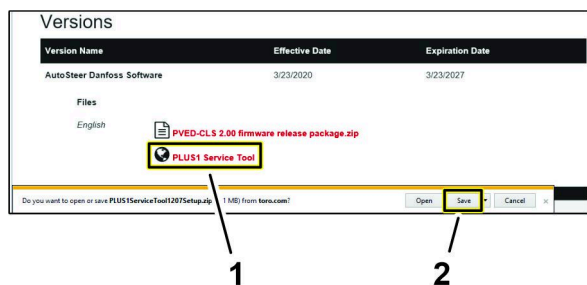 Versions
Version Name Effective Date Expiration Date
AutoSteer Danfoss Software 3/23/2020 3/23/2027
Files
English PVED-CLS 2.00 firmware release package.zip
PLUS1 Service Tool
Do you want to open or save PLUS1ServiceTool1207Setup.zip 1 MB) from toro.com? Open Save Cancel ×
1 2